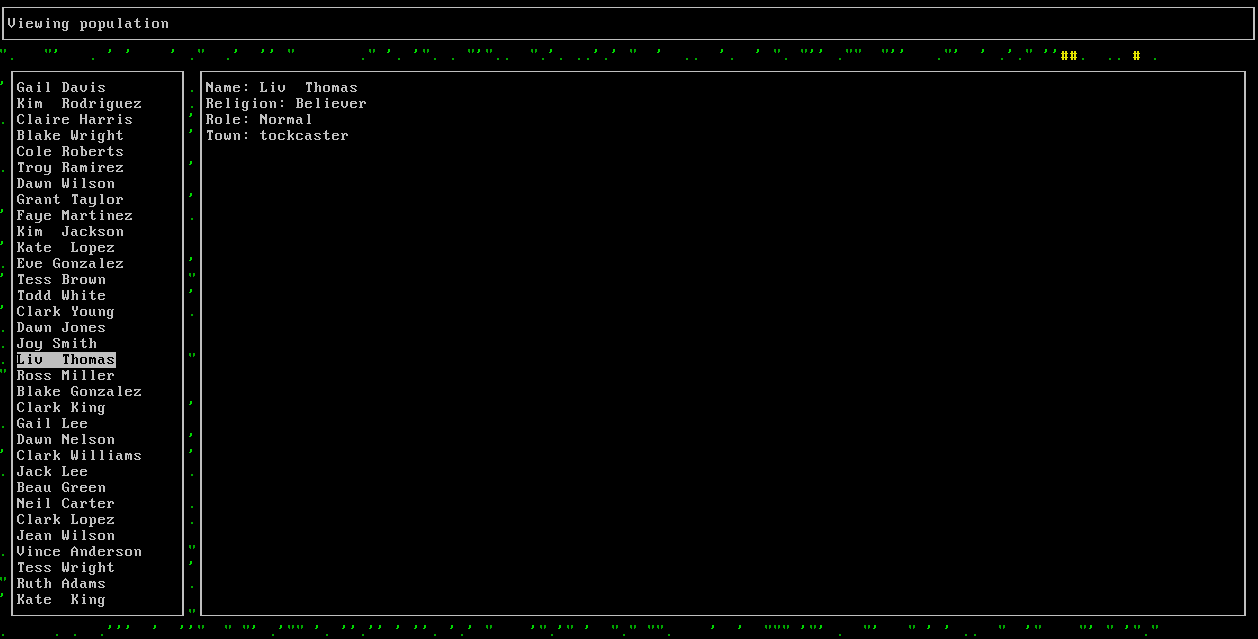 Viewing population
Gail Davis
Kim  Rodriguez
Claire Harris
Blake Wright
Cole Roberts
Troy Ramirez
Dawn Wilson
Grant Taylor
Faye Martinez
Kim  Jackson
Kate  Lopez
Eve Gonzalez
Tess Brown
Todd White
Clark Young
Dawn Jones
Joy Smith
Liv  Thomas
Ross Miller
Blake Gonzalez
Clark King
Gail Lee
Dawn Nelson
Clark Williams
Jack Lee
Beau Green
Neil Carter
Clark Lopez
Jean Wilson
Vince Anderson
Tess Wright
Ruth Adams
Kate  King
Name: Liv  Thomas
Religion: Believer
Role: Normal
Town: tockcaster